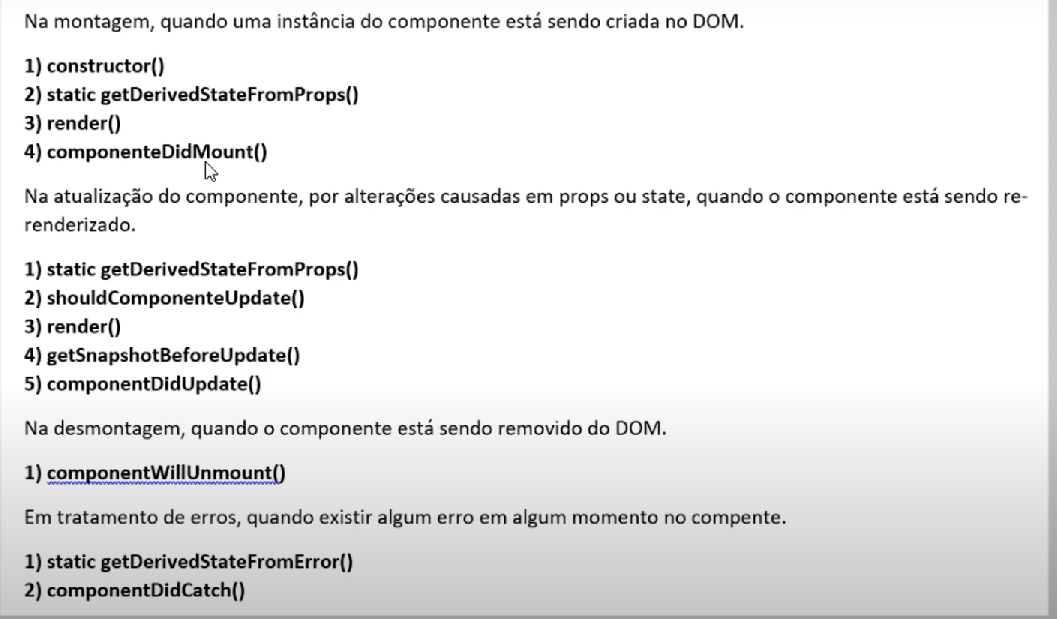 Na montagem, quando uma instância do componente está sendo criada no DOM.
1) constructor()
2) static getDerivedStateFromProps()
3) render()
4) componenteDidMount()
Na atualização do componente, por alterações causadas em props ou state, quando o componente está sendo re-
renderizado.
1) static getDerivedStateFromProps()
2) shouldComponenteUpdate()
3) render()
4) getSnapshotBeforeUpdate()
5) componentDidUpdate()
Na desmontagem, quando o componente está sendo removido do DOM.
1) componentWillUnmount()
Em tratamento de erros, quando existir algum erro em algum momento no compente.
1) static getDerivedStateFromError()
2) componentDidCatch()